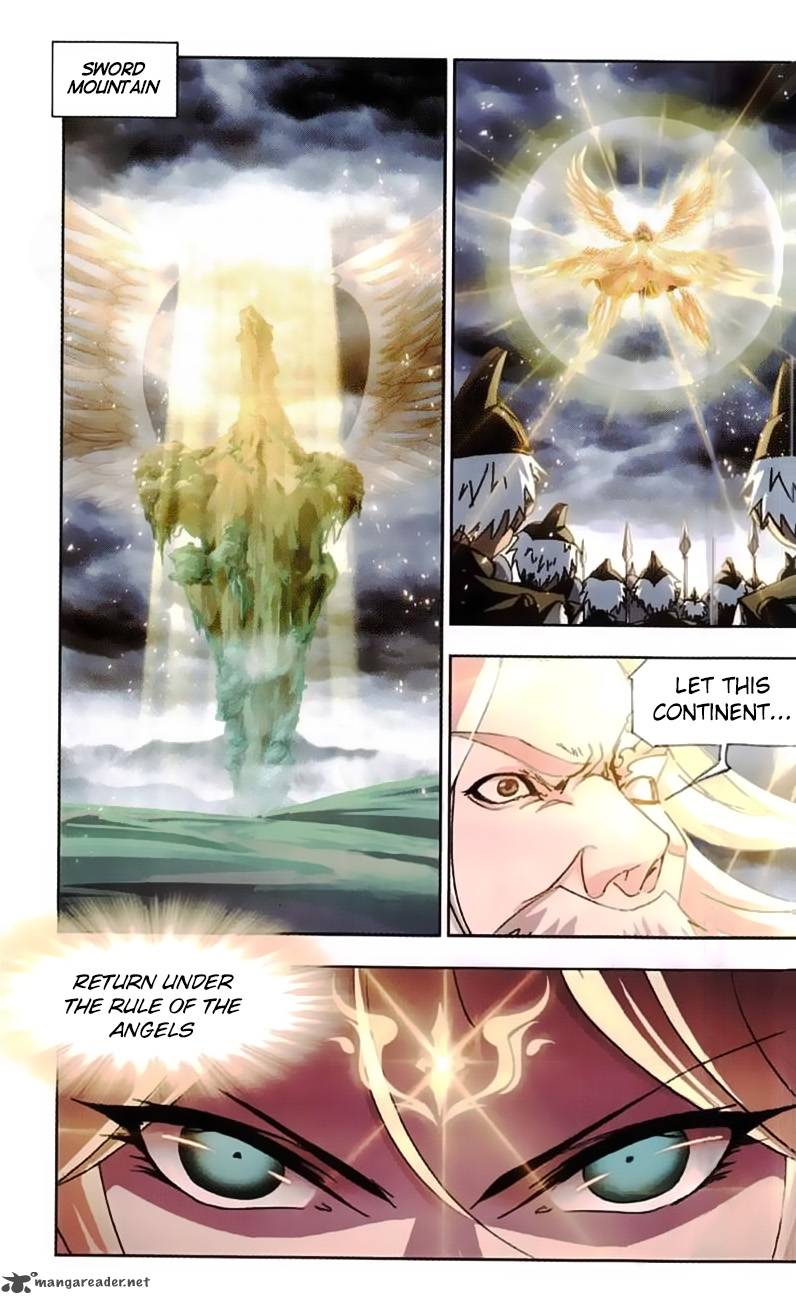 SWORD
MOUNTAIN
LET THIS
CONTINENT...
RETURN UNDER
THE RULE OF THE
ANGELS
mangareader.net